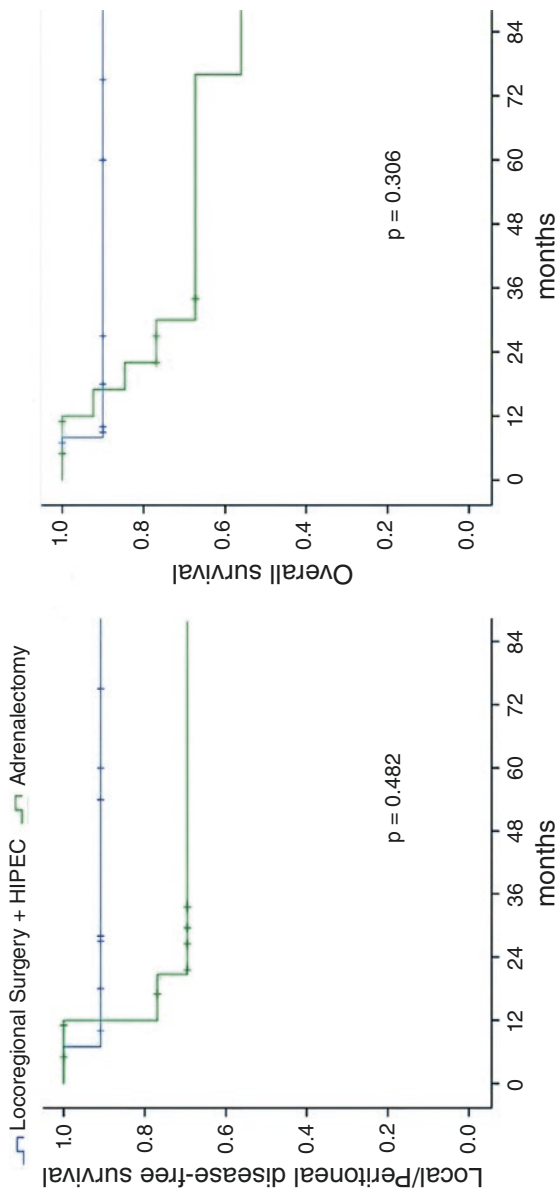 Locoregional Surgery + HIPEC Adrenalectomy
Local/Peritoneal disease-free survival
1.0
0.8
0.6
0.4
0.2
0.0
p = 0.482
0 12 24 36 48 60 72 84
months
Overall survival
1.0
0.8
0.6
0.4
0.2
0.0
p = 0.306
0 12 24 36 48 60 72 84
months